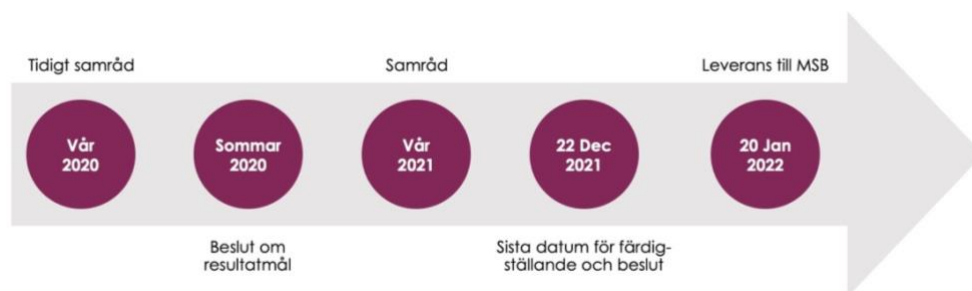 Tidigt samråd
Samråd
Leverans till MSB
Vår
2020
Sommar
2020
Vår
2021
22 Dec
2021
20 Jan
2022
Beslut om
resultatmål
Sista datum för färdig-
ställande och beslut